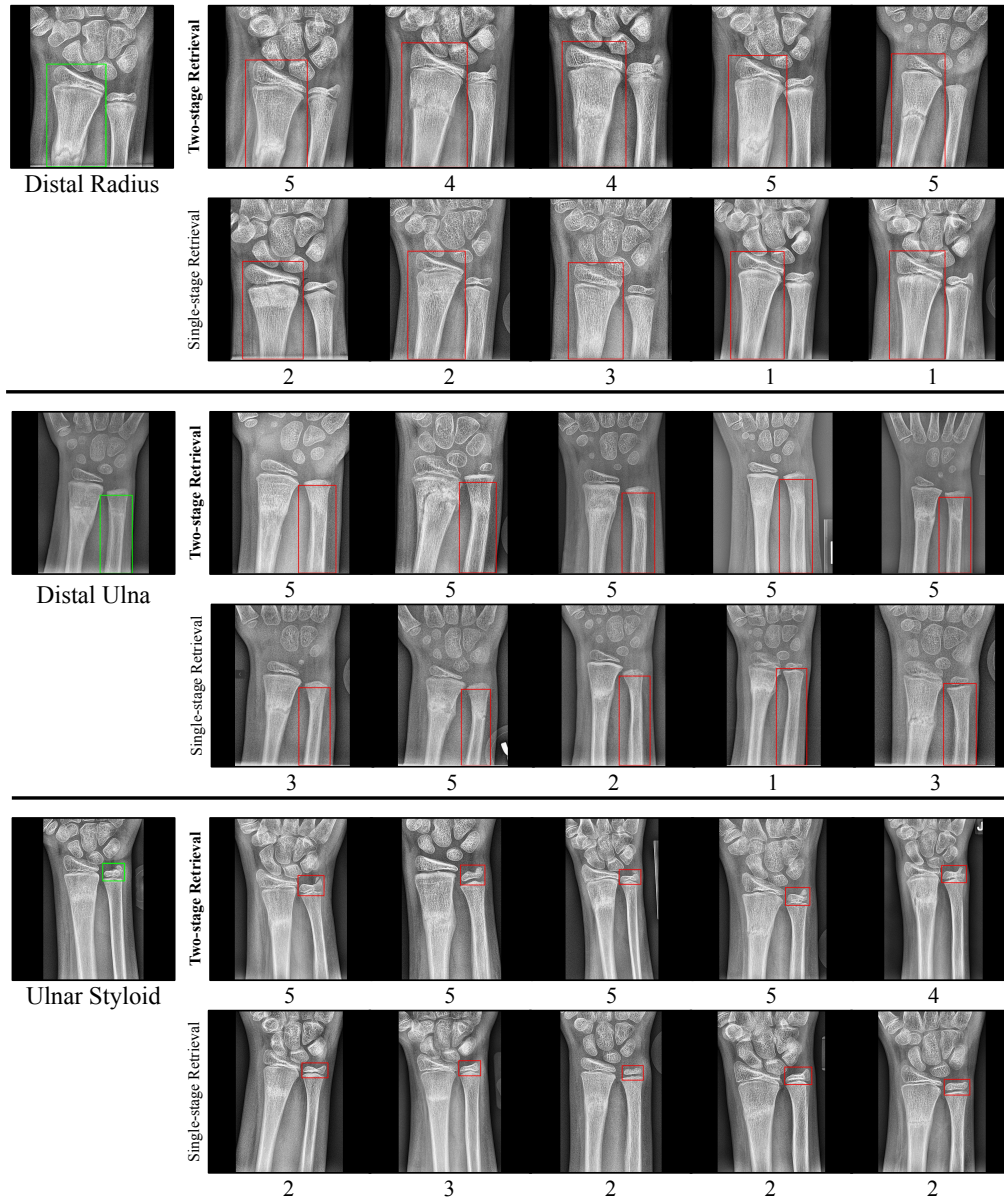 Two-stage Retrieval
Distal Radius
5 4 4 5 5
Single-stage Retrieval
2 2 3 1 1
Two-stage Retrieval
Distal Ulna
5 5 5 5 5
Single-stage Retrieval
3 5 2 1 3
Two-stage Retrieval
Ulnar Styloid
5 5 5 5 4
Single-stage Retrieval
2 3 2 2 2